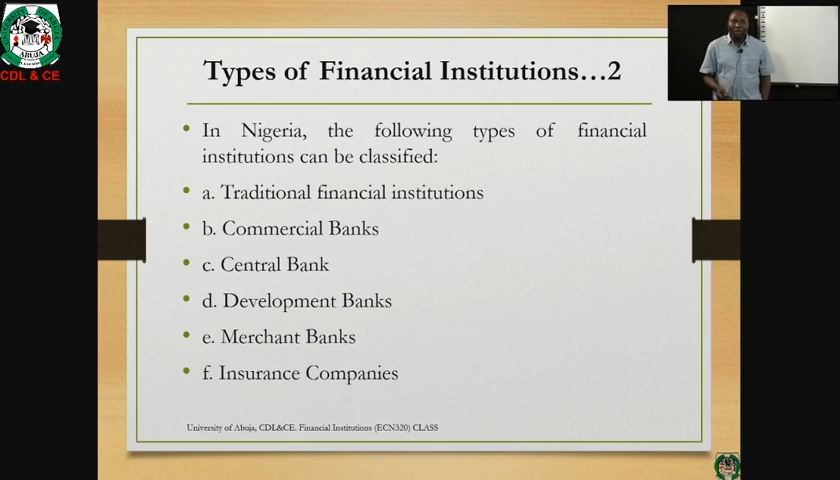 ABUJA
CDL & CE
Types of Financial Institutions…2
• In Nigeria, the following types of financial
institutions can be classified:
• a. Traditional financial institutions
• b. Commercial Banks
• c. Central Bank
• d. Development Banks
• e. Merchant Banks
• f. Insurance Companies
University of Abuja, CDL&CE. Financial Institutions (ECN320) CLASS